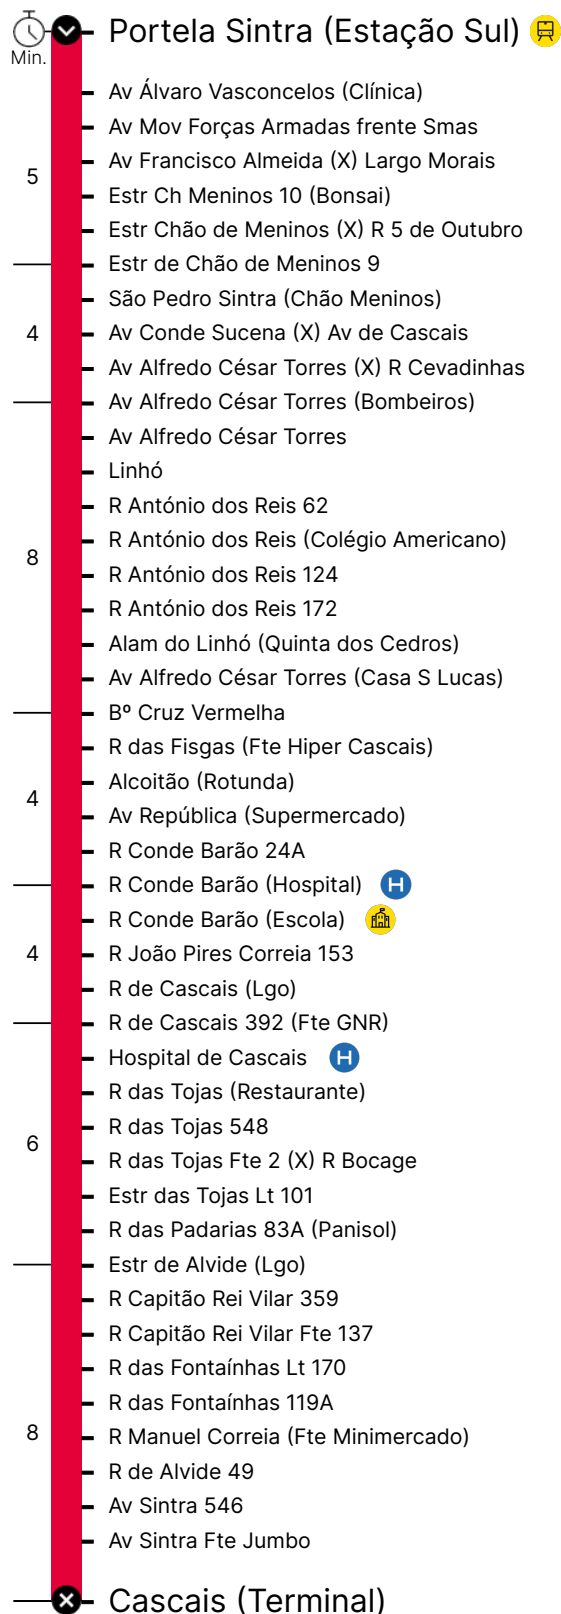 Portela Sintra (Estação Sul)
Min.
Av Álvaro Vasconcelos (Clínica)
Av Mov Forças Armadas frente Smas
Av Francisco Almeida (X) Largo Morais
5
Estr Ch Meninos 10 (Bonsai)
Estr Chão de Meninos (X) R 5 de Outubro
Estr de Chão de Meninos 9
São Pedro Sintra (Chão Meninos)
4
Av Conde Sucena (X) Av de Cascais
Av Alfredo César Torres (X) R Cevadinhas
Av Alfredo César Torres (Bombeiros)
Av Alfredo César Torres
Linhó
R António dos Reis 62
R António dos Reis (Colégio Americano)
8
R António dos Reis 124
R António dos Reis 172
Alam do Linhó (Quinta dos Cedros)
Av Alfredo César Torres (Casa S Lucas)
Bº Cruz Vermelha
R das Fisgas (Fte Hiper Cascais)
Alcoitão (Rotunda)
4
Av República (Supermercado)
R Conde Barão 24A
R Conde Barão (Hospital) H
R Conde Barão (Escola)
4
R João Pires Correia 153
R de Cascais (Lgo)
R de Cascais 392 (Fte GNR)
Hospital de Cascais H
R das Tojas (Restaurante)
R das Tojas 548
6
R das Tojas Fte 2 (X) R Bocage
Estr das Tojas Lt 101
R das Padarias 83A (Panisol)
Estr de Alvide (Lgo)
R Capitão Rei Vilar 359
R Capitão Rei Vilar Fte 137
R das Fontaínhas Lt 170
R das Fontaínhas 119A
8
R Manuel Correia (Fte Minimercado)
R de Alvide 49
Av Sintra 546
Av Sintra Fte Jumbo
Cascais (Terminal)